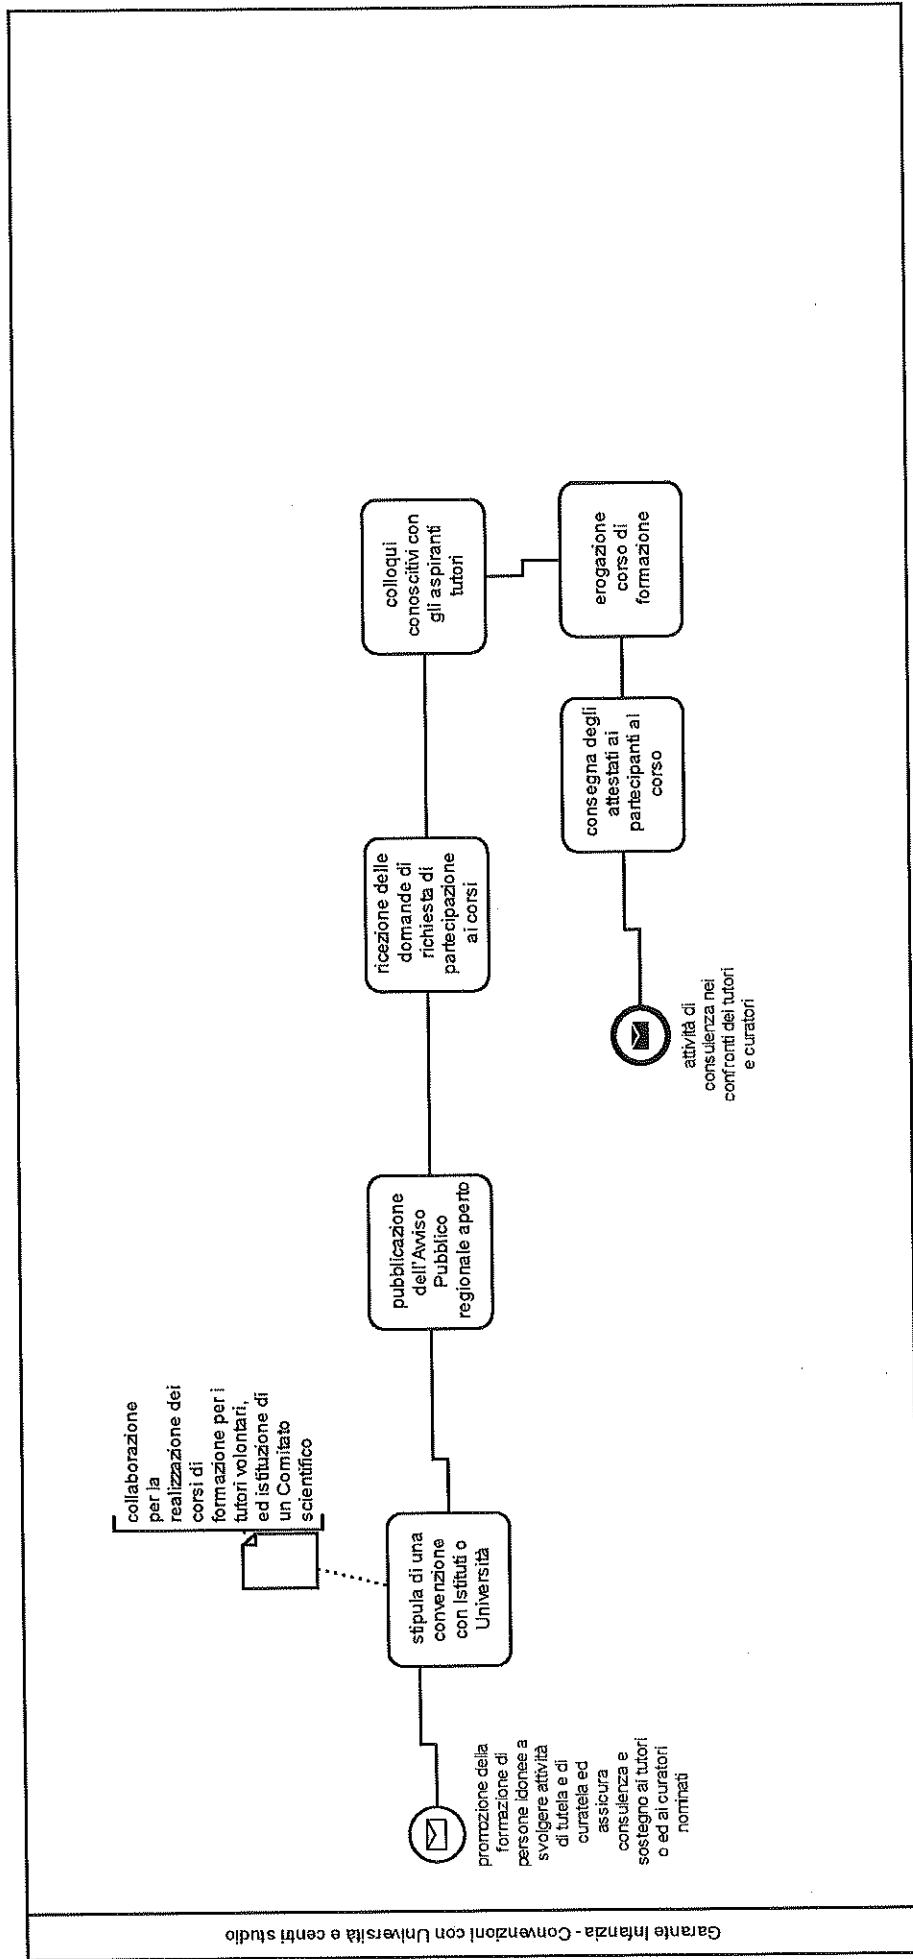 Garante Infanzia - Convenzioni con Università e centri studio
promozione della
formazione di
persone idonee a
svolgere attività
di tutela e di
curatela ed
assicura
consulenza e
sostegno ai tutori
o ed ai curatori
nominati
stipula di una
convenzione
con Istituti o
Università
collaborazione
per la
realizzazione dei
corsi di
formazione per i
tutori volontari,
ed istituzione di
un Comitato
scientifico
pubblicazione
dell'Avviso
Pubblico
regionale aperto
ricezione delle
domande di
richiesta di
partecipazione
ai corsi
colloqui
conoscitivi con
gli aspiranti
tutori
erogazione
corso di
formazione
consegna degli
attestati ai
partecipanti al
corso
attività di
consulenza nei
confronti dei tutori
e curatori